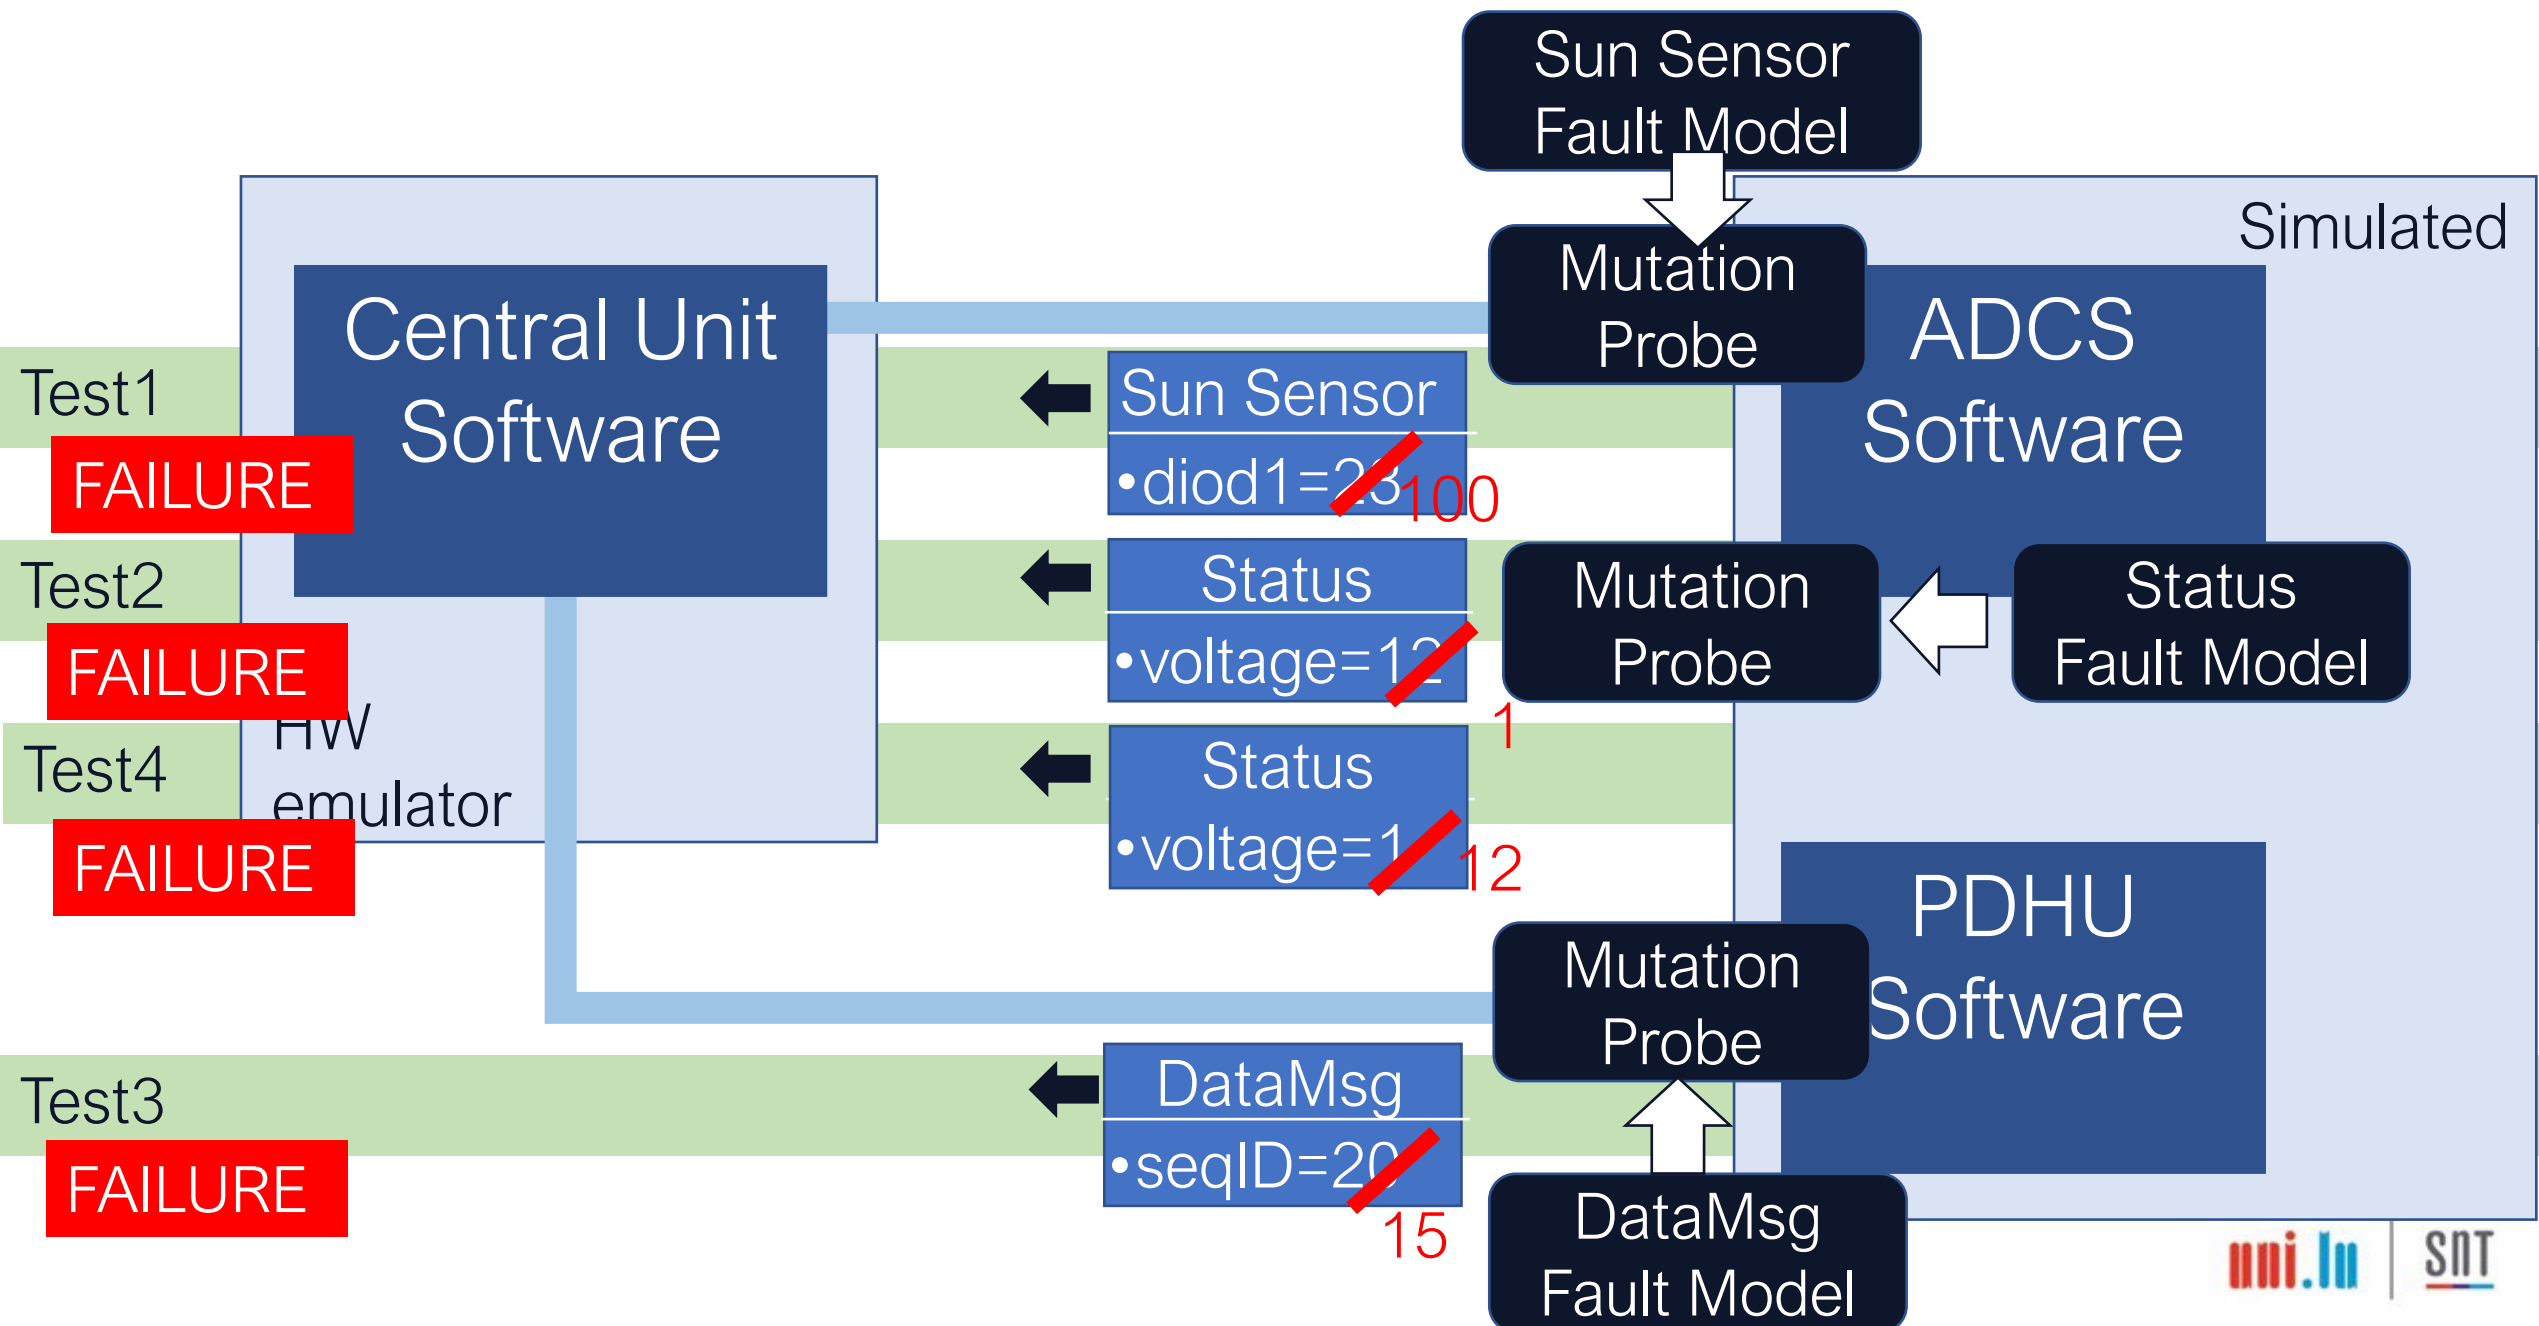 Sun Sensor
Fault Model
Simulated
Mutation
Probe
Central Unit
Software
ADCS
Software
Test1
FAILURE
Sun Sensor
•diod1=23
100
Test2
FAILURE
Status
•voltage=12
1
Mutation
Probe
Status
Fault Model
HW
emulator
Test4
FAILURE
Status
•voltage=1
12
PDHU
Software
Mutation
Probe
Test3
FAILURE
DataMsg
•seqID=20
15
DataMsg
Fault Model
uni.lu
SNT